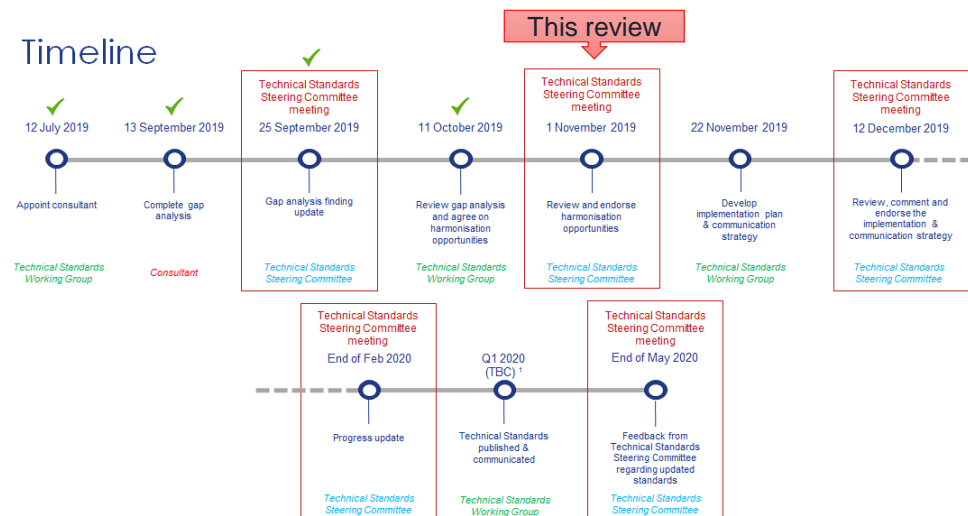 This review
Timeline
Technical Standards
Steering Committee
meeting
Technical Standards
Steering Committee
meeting
Technical Standards
Steering Committee
meeting
12 July 2019
13 September 2019
25 September 2019
11 October 2019
1 November 2019
22 November 2019
12 December 2019
Appoint consultant
Complete gap
analysis
Gap analysis finding
update
Review gap analysis
and agree on
harmonisation
opportunities
Review and endorse
harmonisation
opportunities
Develop
implementation plan
& communication
strategy
Review, comment and
endorse the
implementation &
communication strategy
Technical Standards
Working Group
Consultant
Technical Standards
Steering Committee
Technical Standards
Working Group
Technical Standards
Steering Committee
Technical Standards
Working Group
Technical Standards
Steering Committee
Technical Standards
Steering Committee
meeting
End of Feb 2020
Q1 2020
(TBC) 1
Technical Standards
Steering Committee
meeting
End of May 2020
Progress update
Technical Standards
published &
communicated
Feedback from
Technical Standards
Steering Committee
regarding updated
standards
Technical Standards
Steering Committee
Technical Standards
Working Group
Technical Standards
Steering Committee